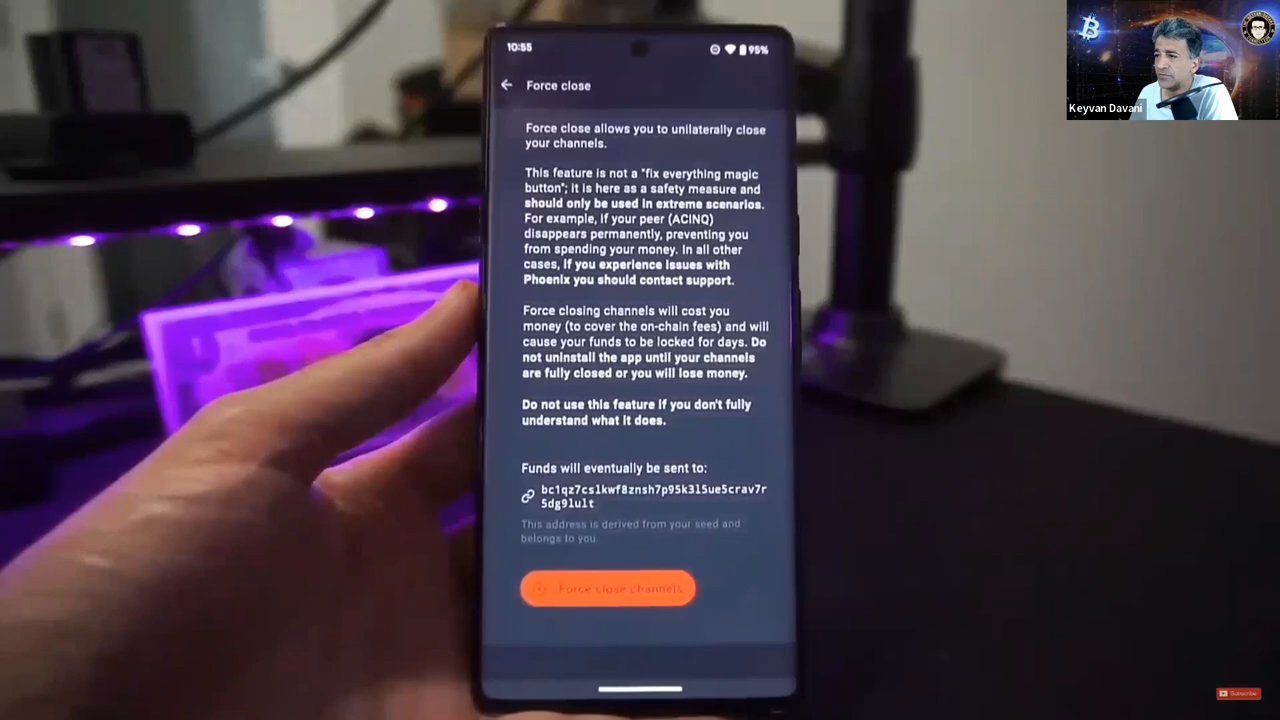 10:55
95%
Force close
Force close allows you to unilaterally close
your channels.
This feature is not a "fix everything magic
button"; it is here as a safety measure and
should only be used in extreme scenarios.
For example, if your peer (ACINQ)
disappears permanently, preventing you
from spending your money. In all other
cases, if you experience issues with
Phoenix you should contact support.
Force closing channels will cost you
money (to cover the on-chain fees) and will
cause your funds to be locked for days. Do
not uninstall the app until your channels
are fully closed or you will lose money.
Do not use this feature if you don't fully
understand what it does.
Funds will eventually be sent to:
bc1qz7cslkwf8znsh7p95k3l5ue5crav7r
5dg9lult
This address is derived from your seed and
belongs to you.
Force close channels
Keyvan Davani
Subscribe